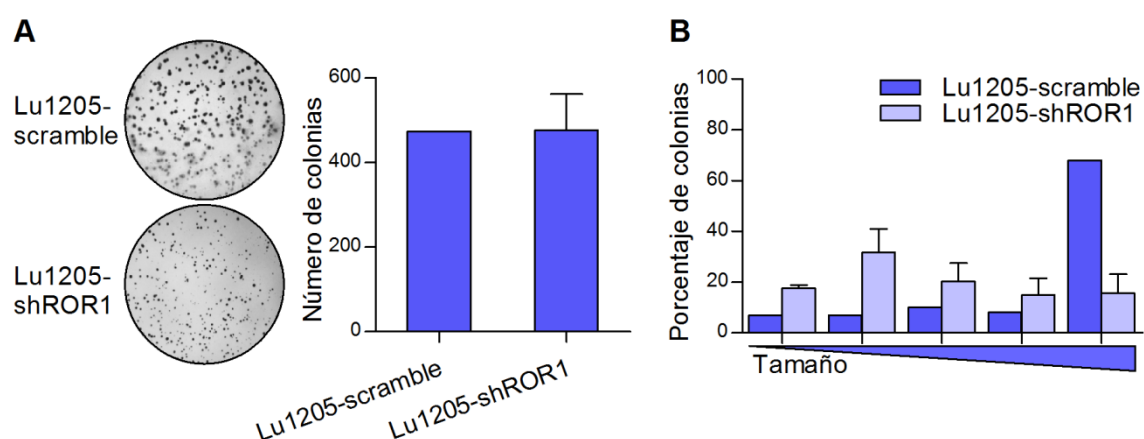 A
Lu1205-
scramble
Lu1205-
shROR1
Número de colonias
600
400
200
0
Lu1205-scramble
Lu1205-shROR1
B
Porcentaje de colonias
100
80
60
40
20
0
Lu1205-scramble
Lu1205-shROR1
Tamaño